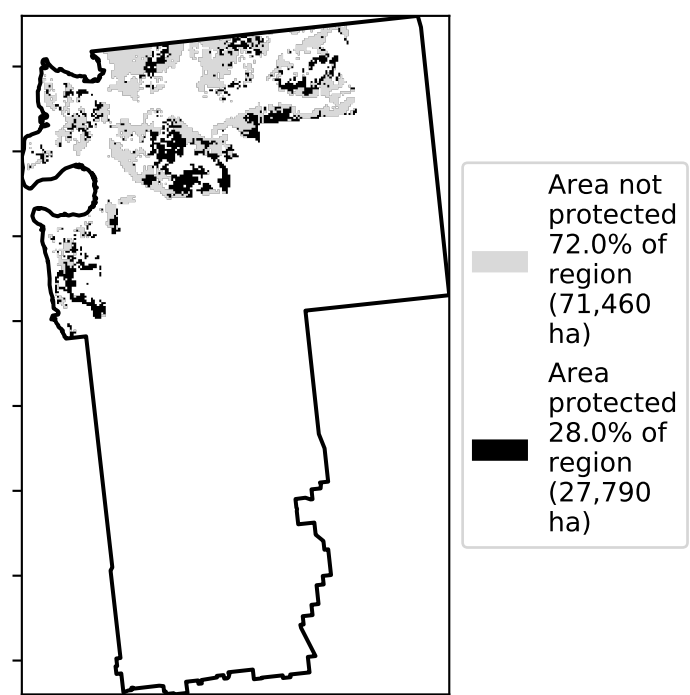 Area not
protected
72.0% of
region
(71,460
ha)
Area
protected
28.0% of
region
(27,790
ha)